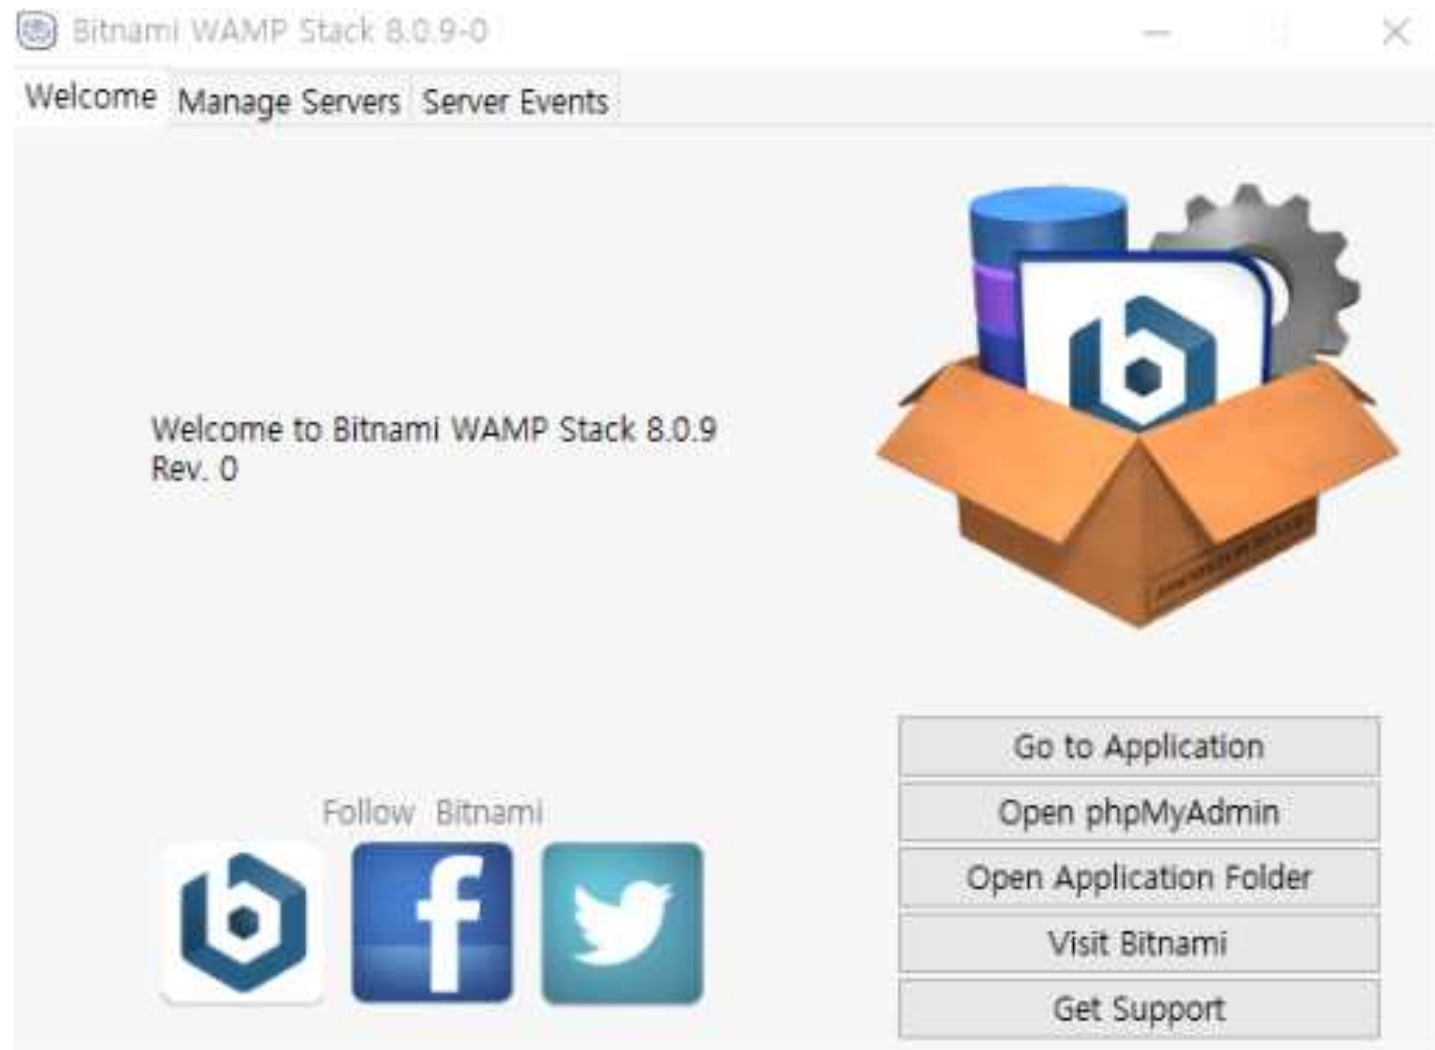 Bitnami WAMP Stack 8.0.9-0
Welcome Manage Servers Server Events
Welcome to Bitnami WAMP Stack 8.0.9
Rev. 0
Go to Application
Open phpMyAdmin
Open Application Folder
Visit Bitnami
Get Support
Follow Bitnami